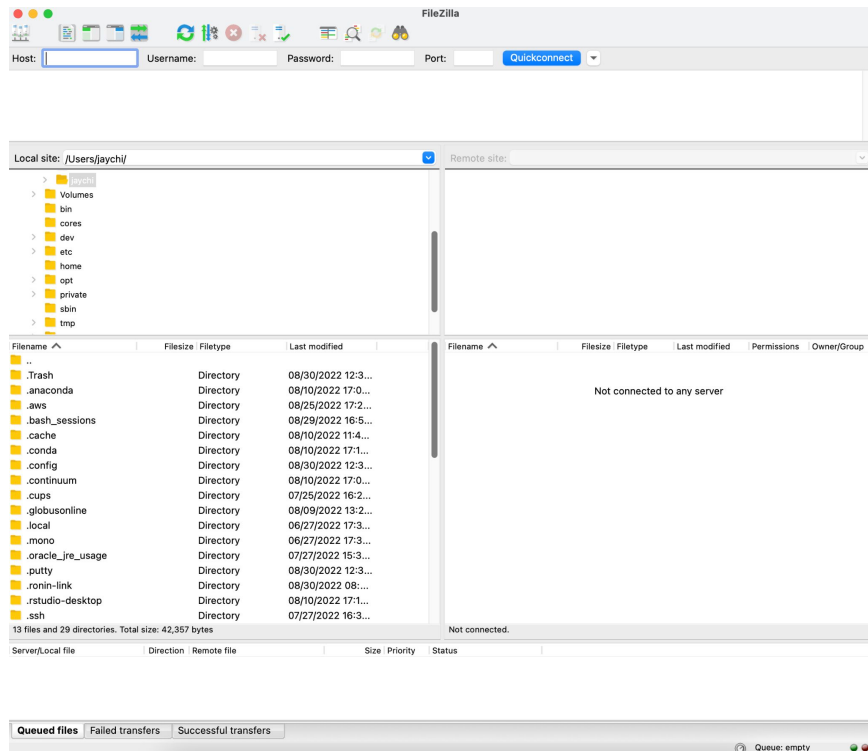 FileZilla
Host: Username: Password: Port: Quickconnect
Local site: /Users/jaychi/ Remote site:
jaychi
Volumes
bin
cores
dev
etc
home
opt
private
sbin
tmp
Filename Filesize Filetype Last modified Filename Filesize Filetype Last modified Permissions Owner/Group
..
.Trash Directory 08/30/2022 12:3...
.anaconda Directory 08/10/2022 17:0... Not connected to any server
.aws Directory 08/25/2022 17:2...
.bash_sessions Directory 08/29/2022 16:5...
.cache Directory 08/10/2022 11:4...
.conda Directory 08/10/2022 17:1...
.config Directory 08/30/2022 12:3...
.continuum Directory 08/10/2022 17:0...
.cups Directory 07/25/2022 16:2...
.globusonline Directory 08/09/2022 13:2...
.local Directory 06/27/2022 17:3...
.mono Directory 06/27/2022 17:3...
.oracle_jre_usage Directory 07/27/2022 15:3...
.putty Directory 08/30/2022 12:3...
.ronin-link Directory 08/30/2022 08:...
.rstudio-desktop Directory 08/10/2022 17:1...
.ssh Directory 07/27/2022 16:3...
13 files and 29 directories. Total size: 42,357 bytes Not connected.
Server/Local file Direction Remote file Size Priority Status
Queued files Failed transfers Successful transfers
Queue: empty